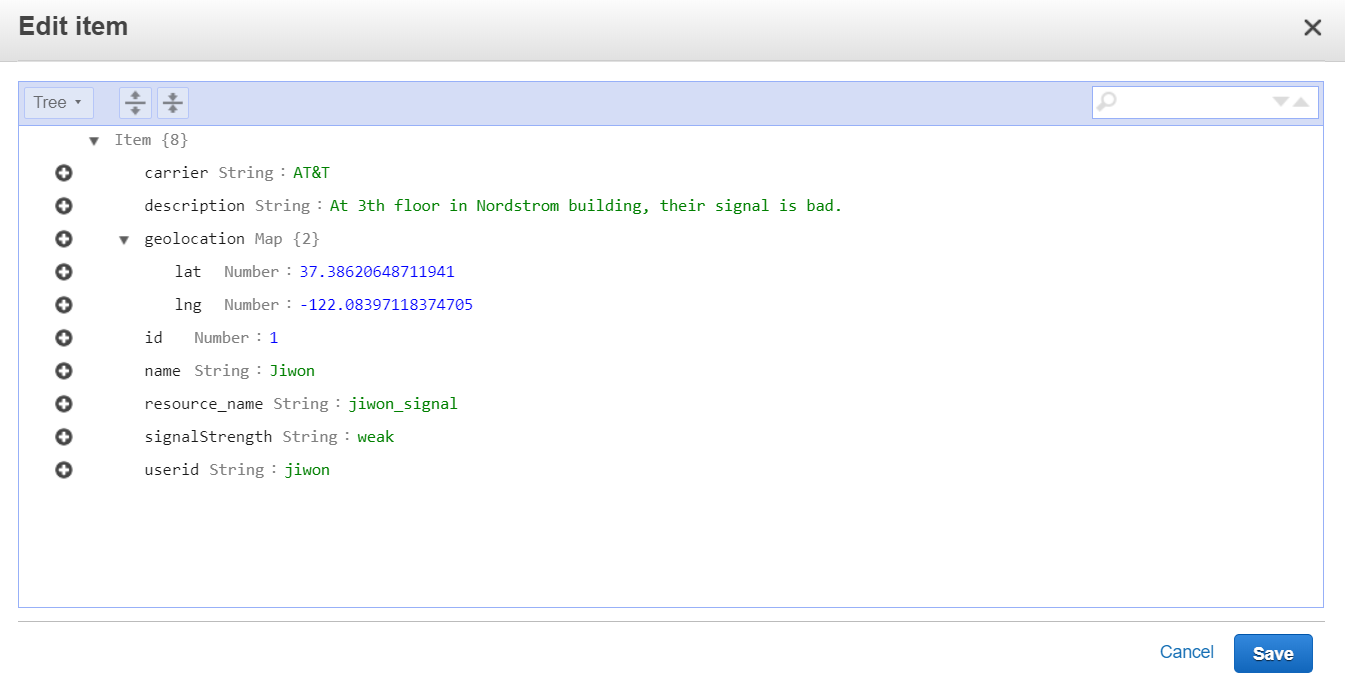 Edit item
Tree
Item {8}
carrier String : AT&T
description String : At 3th floor in Nordstrom building, their signal is bad.
geolocation Map {2}
lat Number : 37.38620648711941
lng Number : -122.08397118374705
id Number : 1
name String : Jiwon
resource_name String : jiwon_signal
signalStrength String : weak
userid String : jiwon
Cancel Save